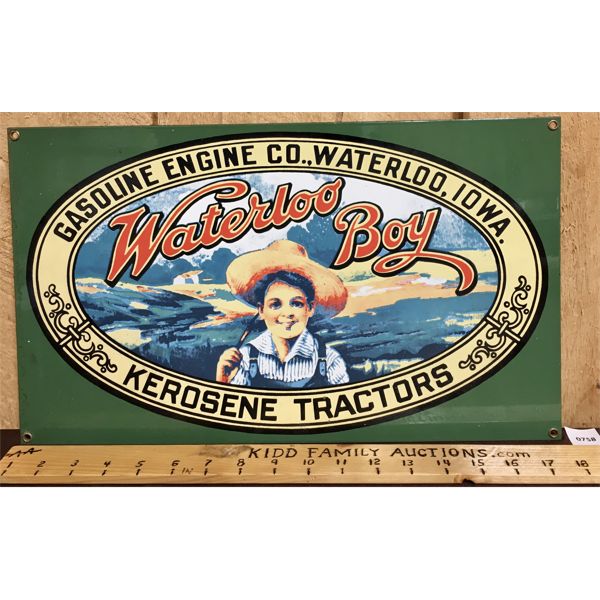 GASOLINE ENGINE CO., WATERLOO, IOWA.
Waterloo Boy
KEROSENE TRACTORS
0758
KIDD FAMILY AUCTIONS.com
1 2 3 4 5 6 7 8 9 10 11 12 13 14 15 16 17 18
IN